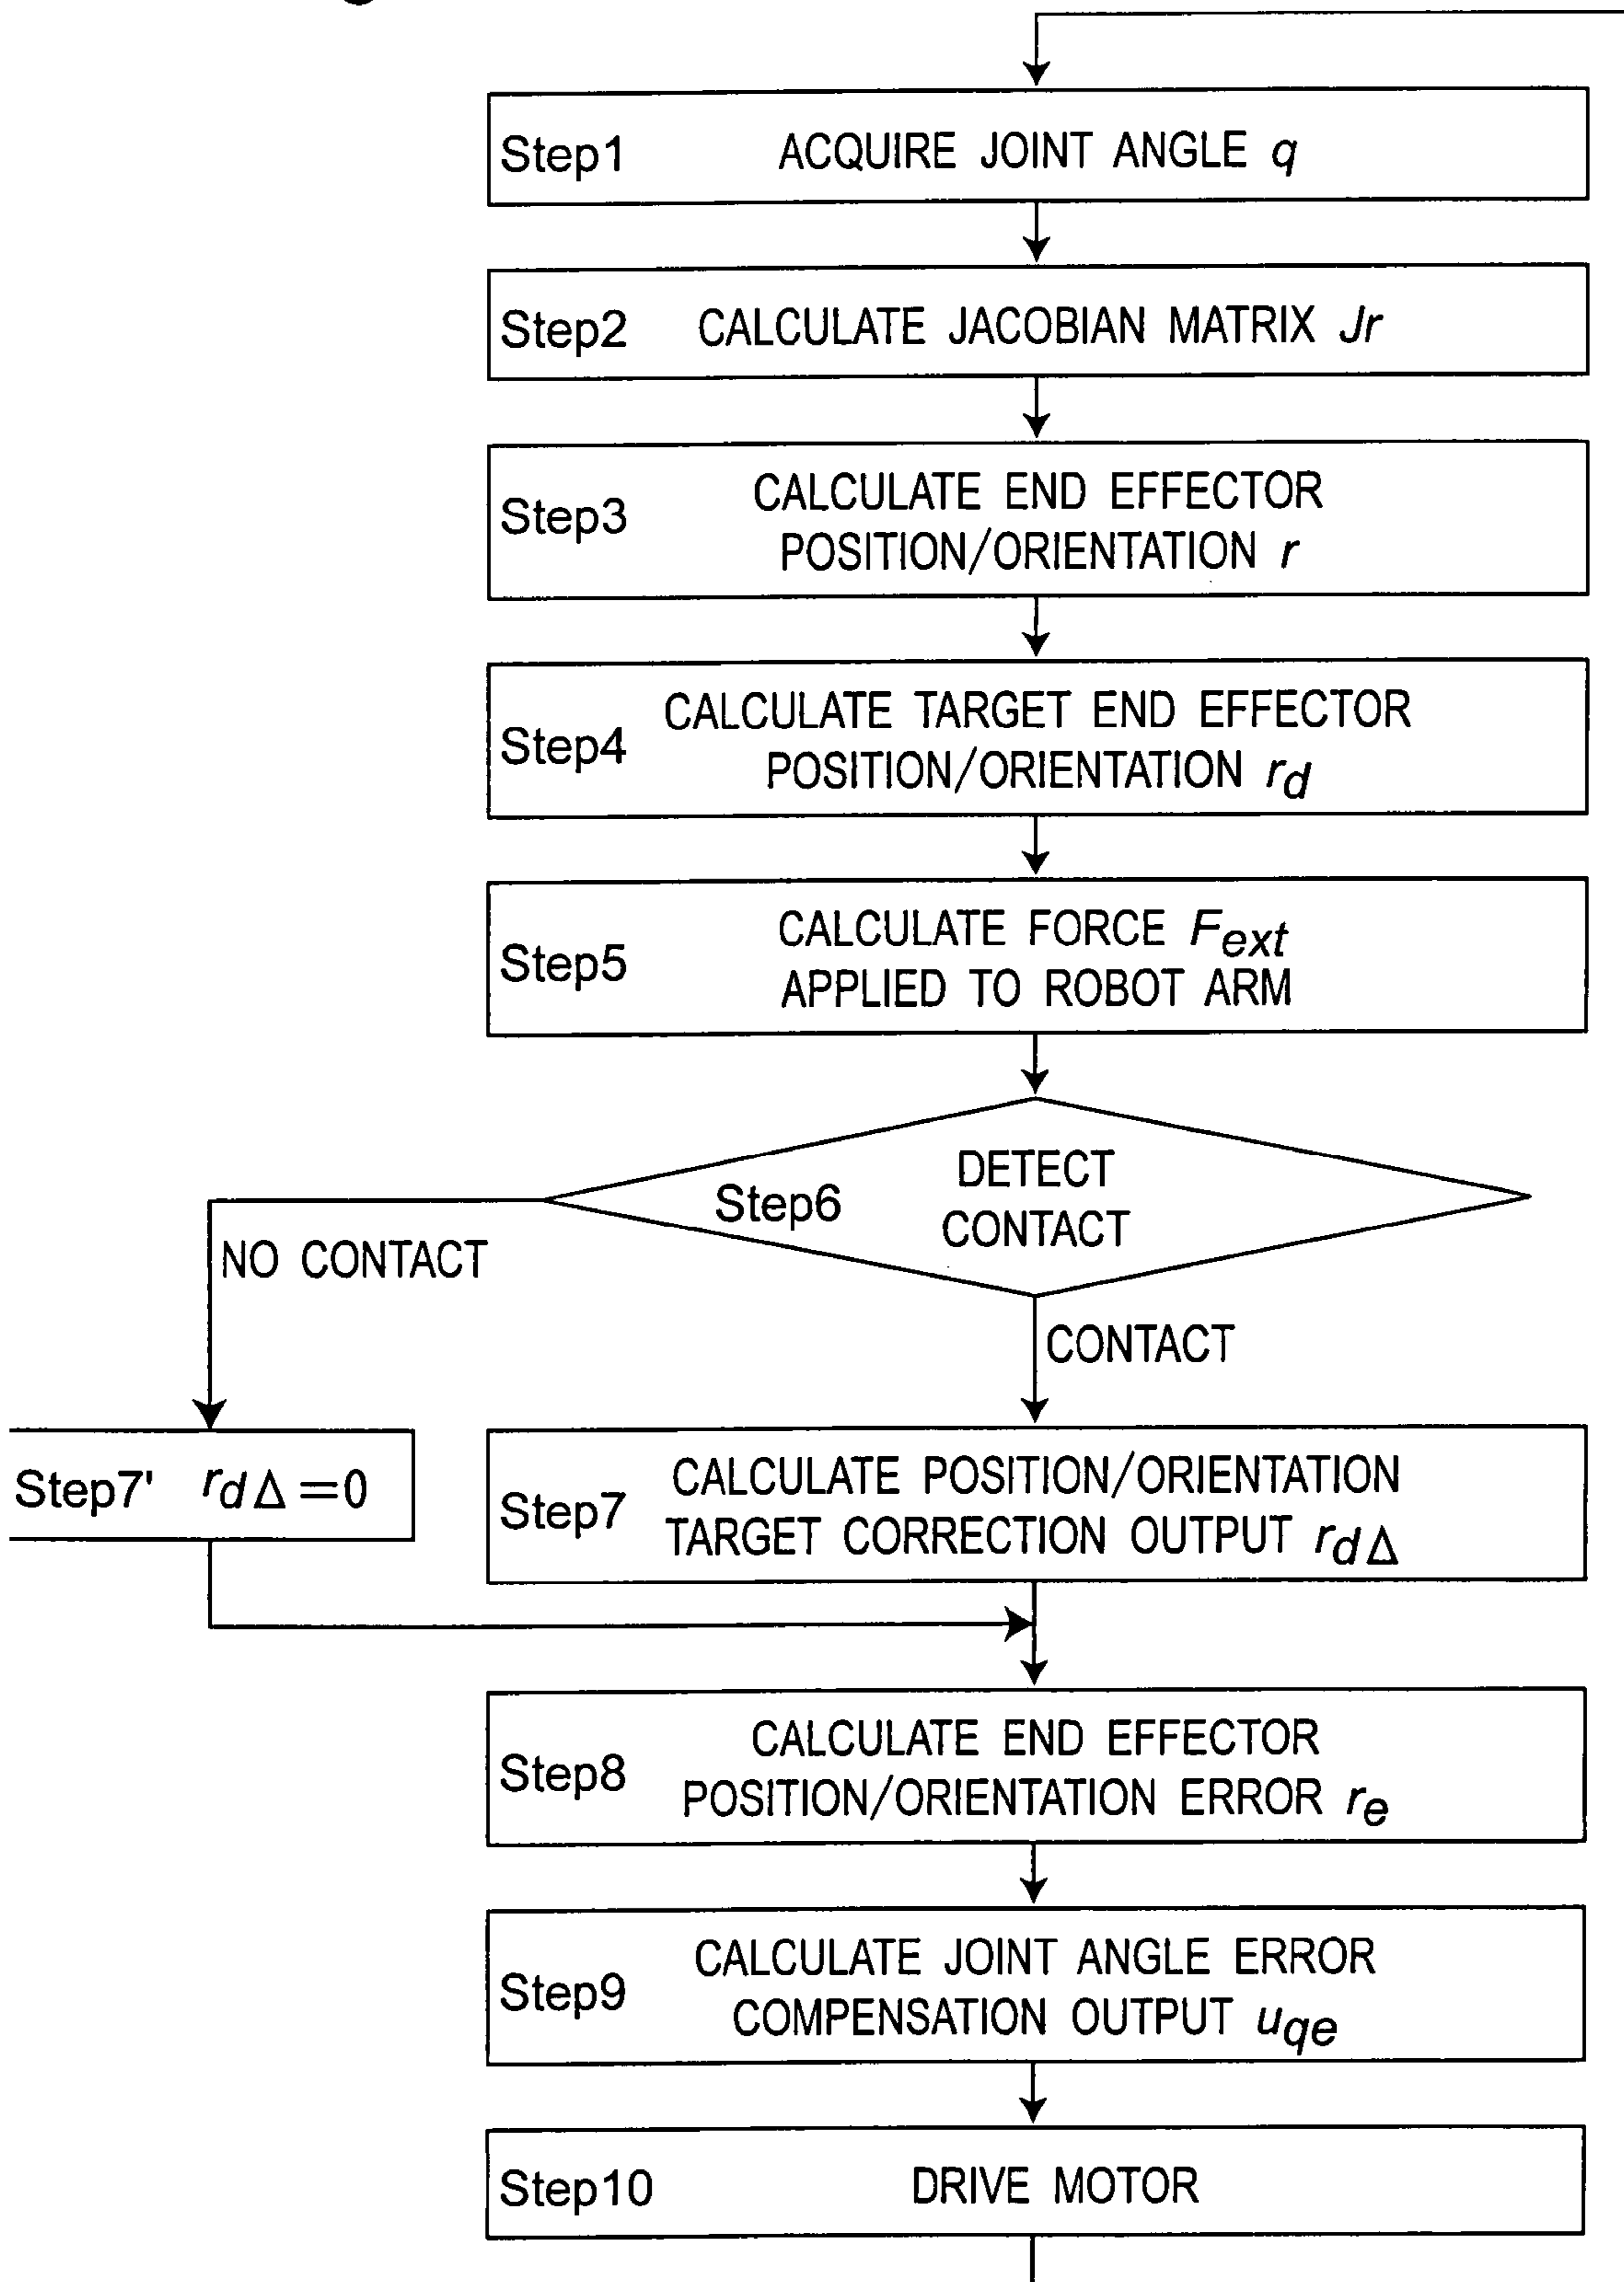 Step1 ACQUIRE JOINT ANGLE q
Step2 CALCULATE JACOBIAN MATRIX Jr
Step3 CALCULATE END EFFECTOR
POSITION/ORIENTATION r
Step4 CALCULATE TARGET END EFFECTOR
POSITION/ORIENTATION rd
Step5 CALCULATE FORCE Fext
APPLIED TO ROBOT ARM
Step6 DETECT
CONTACT
NO CONTACT
CONTACT
Step7' rdΔ=0
Step7 CALCULATE POSITION/ORIENTATION
TARGET CORRECTION OUTPUT rdΔ
Step8 CALCULATE END EFFECTOR
POSITION/ORIENTATION ERROR re
Step9 CALCULATE JOINT ANGLE ERROR
COMPENSATION OUTPUT uqe
Step10 DRIVE MOTOR